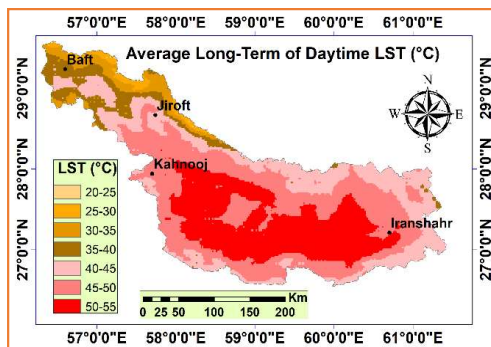 57°0'0"E 58°0'0"E 59°0'0"E 60°0'0"E 61°0'0"E
Average Long-Term of Daytime LST (°C)
Baft
29°0'0"N
29°0'0"N
N
W E
S
Jiroft
28°0'0"N
28°0'0"N
Kahnooj
LST (°C)
20-25
25-30
30-35
35-40
40-45
45-50
50-55
Iranshahr
27°0'0"N
27°0'0"N
Km
0 25 50 100 150 200
57°0'0"E 58°0'0"E 59°0'0"E 60°0'0"E 61°0'0"E